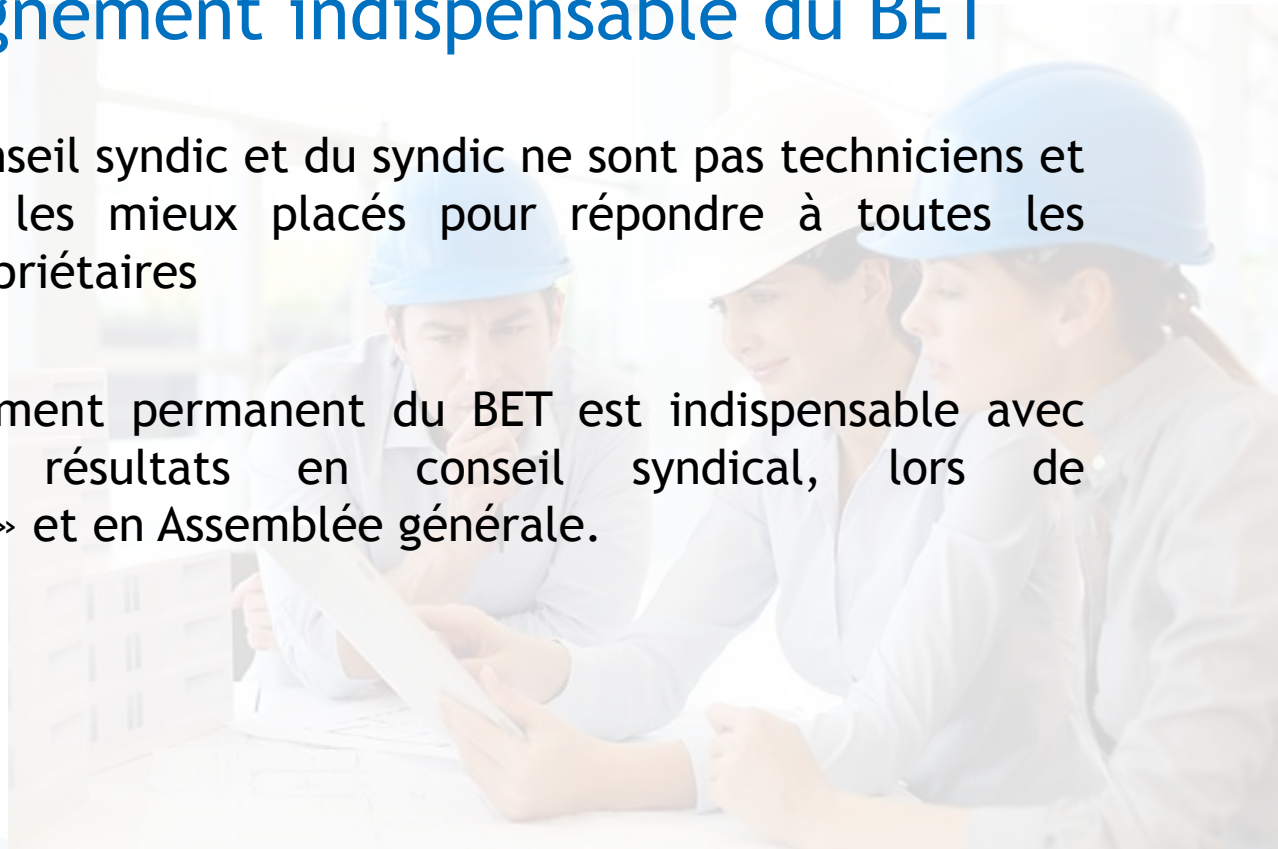 gnement indispensable du BET
nseil syndic et du syndic ne sont pas techniciens et
les mieux placés pour répondre à toutes les
priétaires
ment permanent du BET est indispensable avec
résultats en conseil syndical, lors de
» et en Assemblée générale.